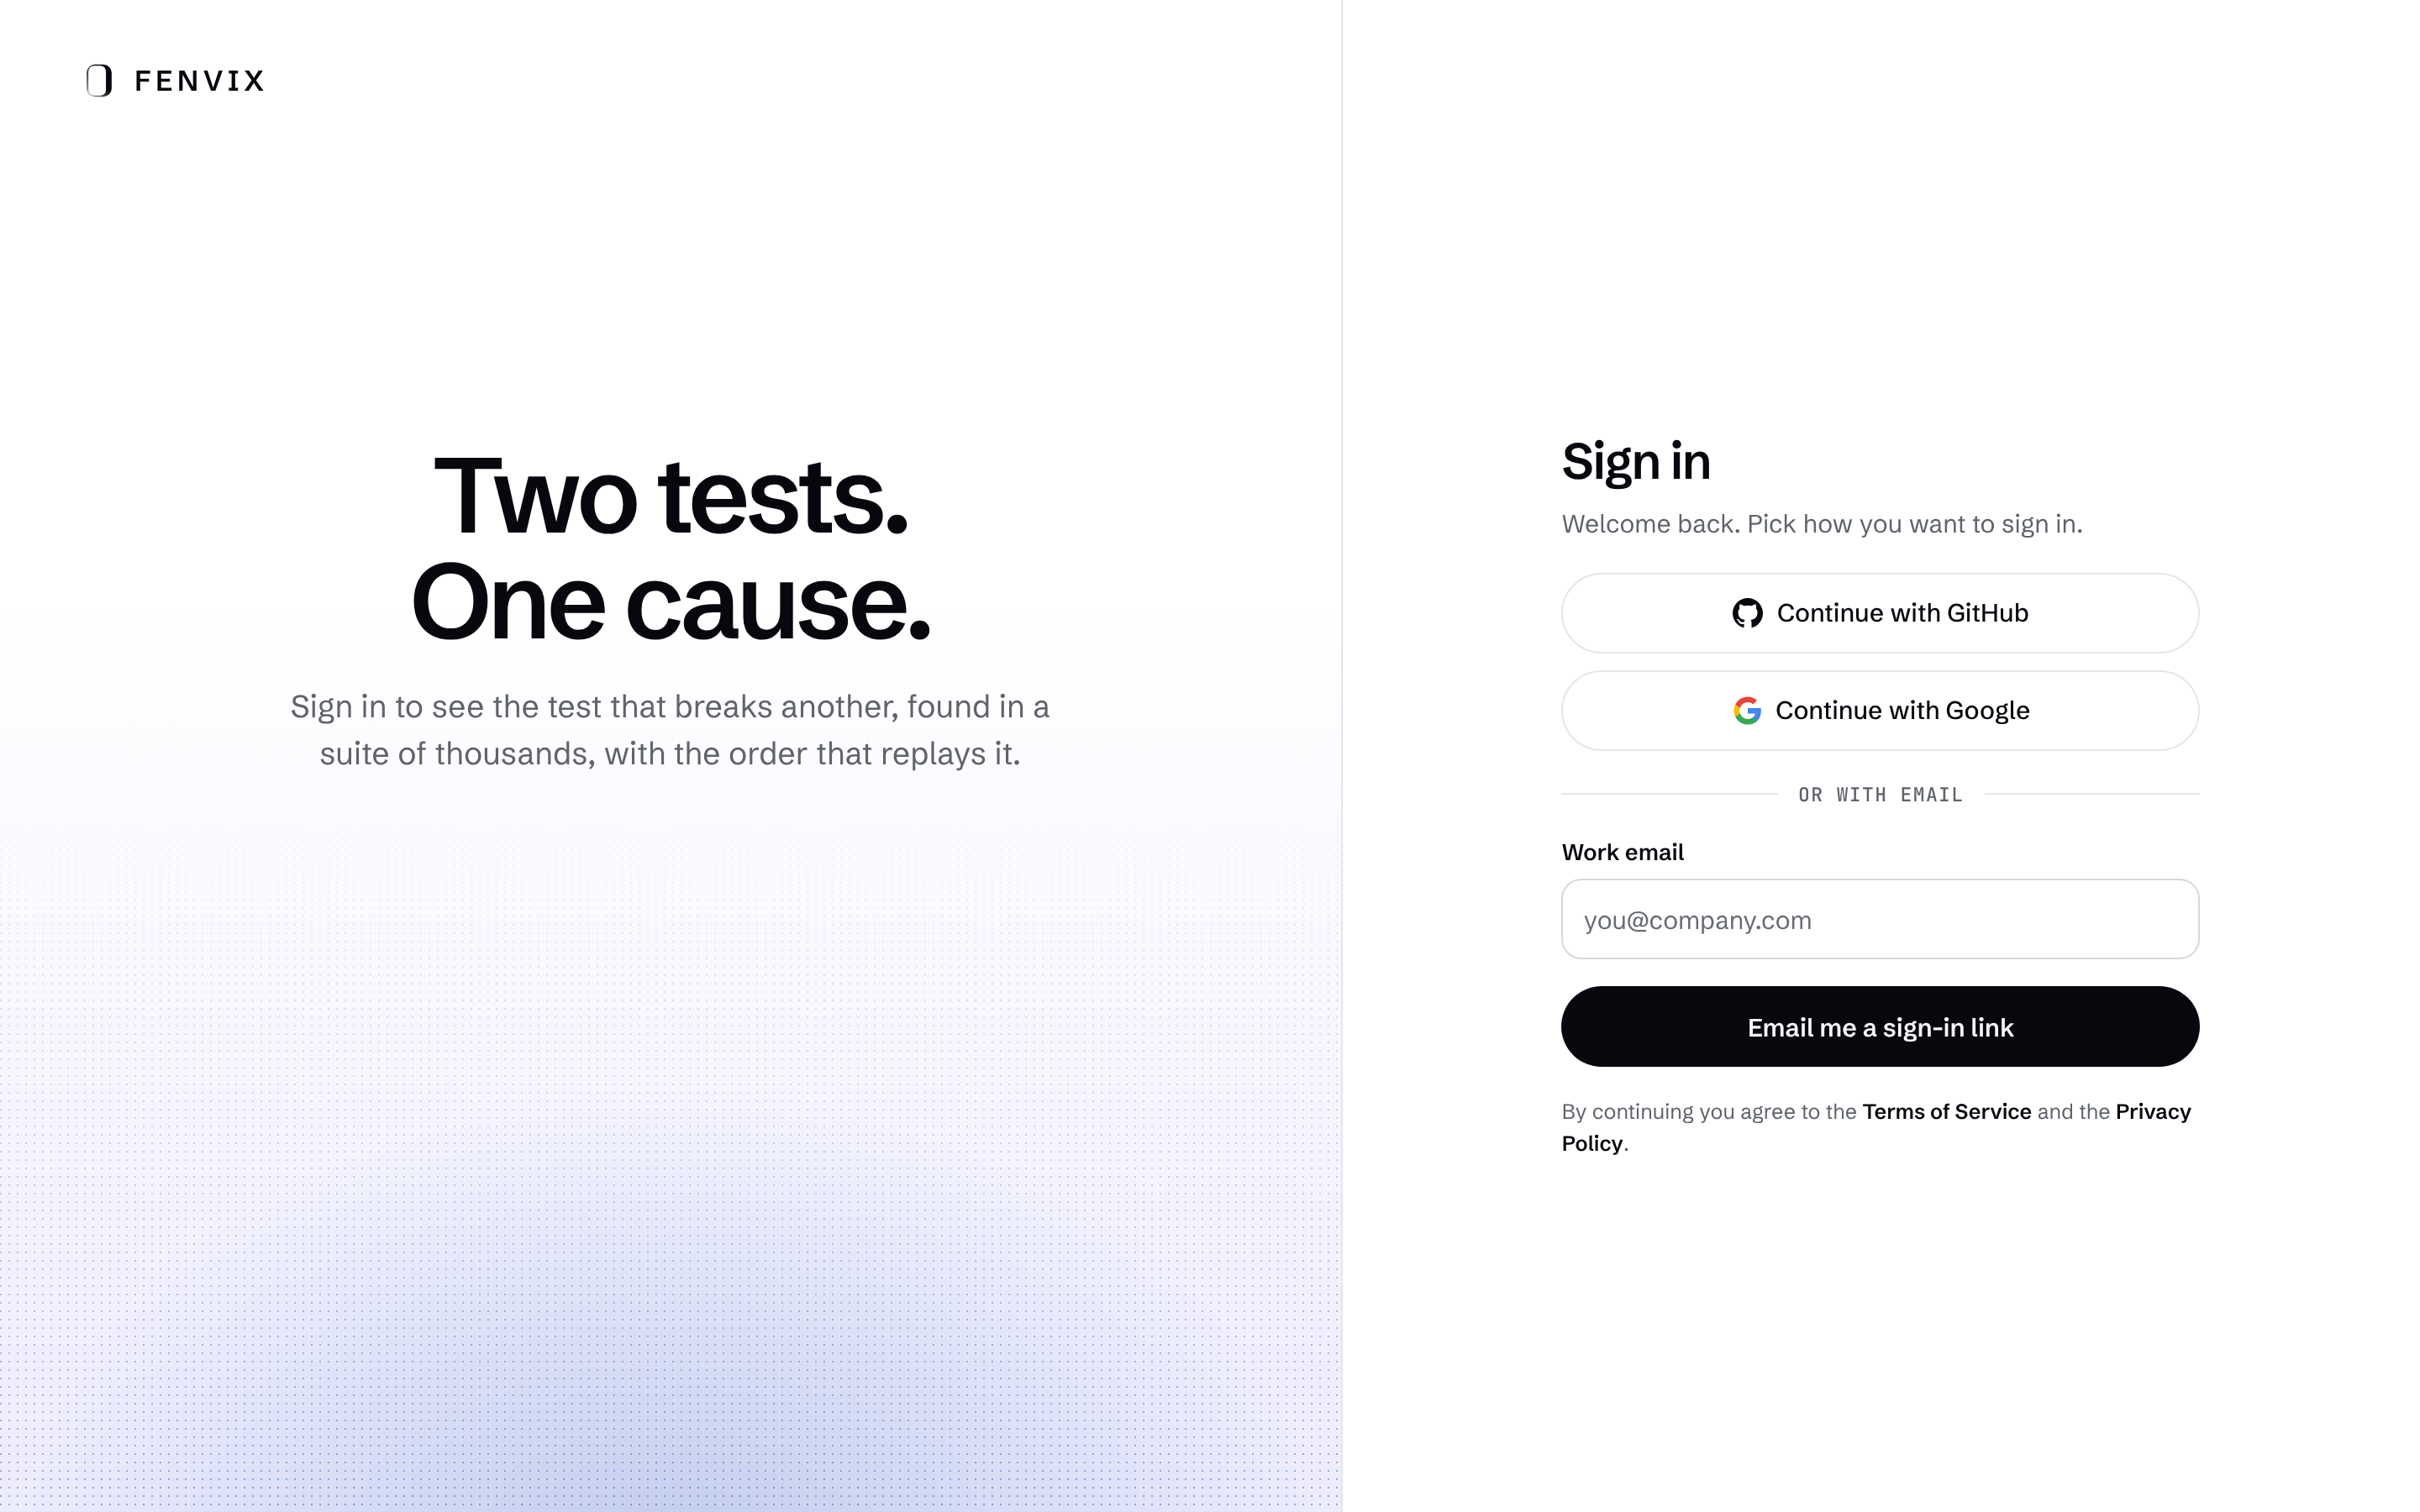 FENVIX
Two tests.
One cause.
Sign in to see the test that breaks another, found in a
suite of thousands, with the order that replays it.
Sign in
Welcome back. Pick how you want to sign in.
Continue with GitHub
Continue with Google
OR WITH EMAIL
Work email
you@company.com
Email me a sign-in link
By continuing you agree to the Terms of Service and the Privacy
Policy.